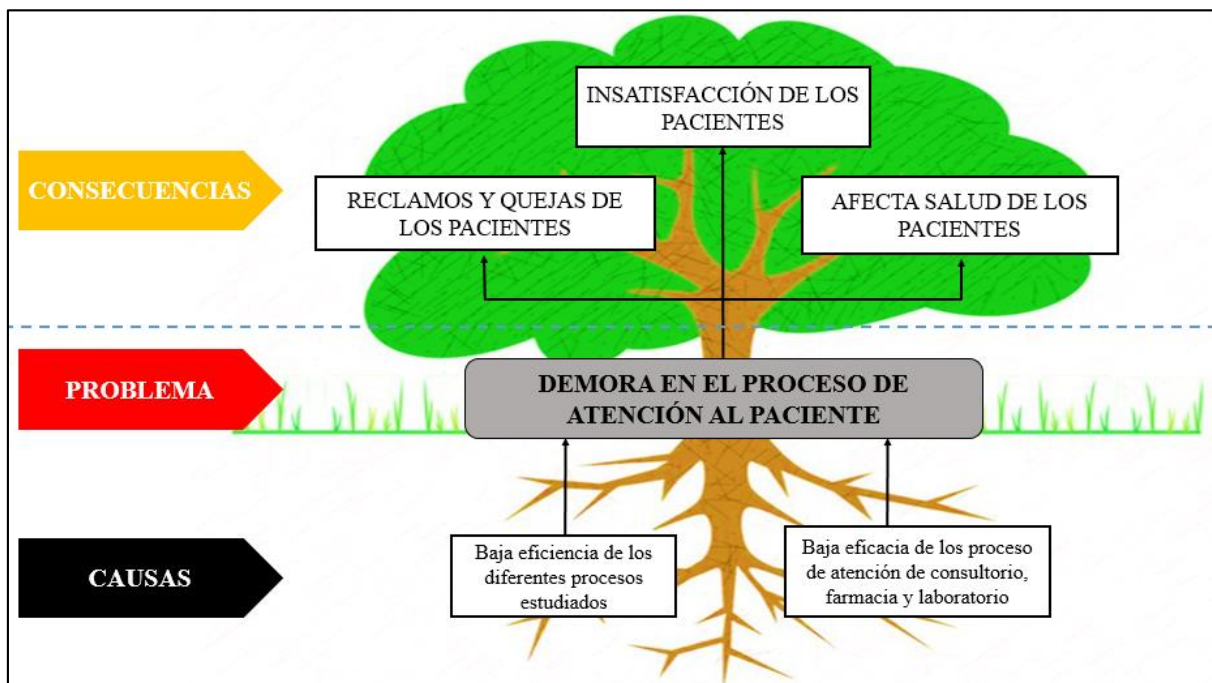 INSATISFACCIÓN DE LOS
PACIENTES
CONSECUENCIAS
RECLAMOS Y QUEJAS DE
LOS PACIENTES
AFECTA SALUD DE LOS
PACIENTES
PROBLEMA
DEMORA EN EL PROCESO DE
ATENCIÓN AL PACIENTE
CAUSAS
Baja eficiencia de los
diferentes procesos
estudiados
Baja eficacia de los proceso
de atención de consultorio,
farmacia y laboratorio